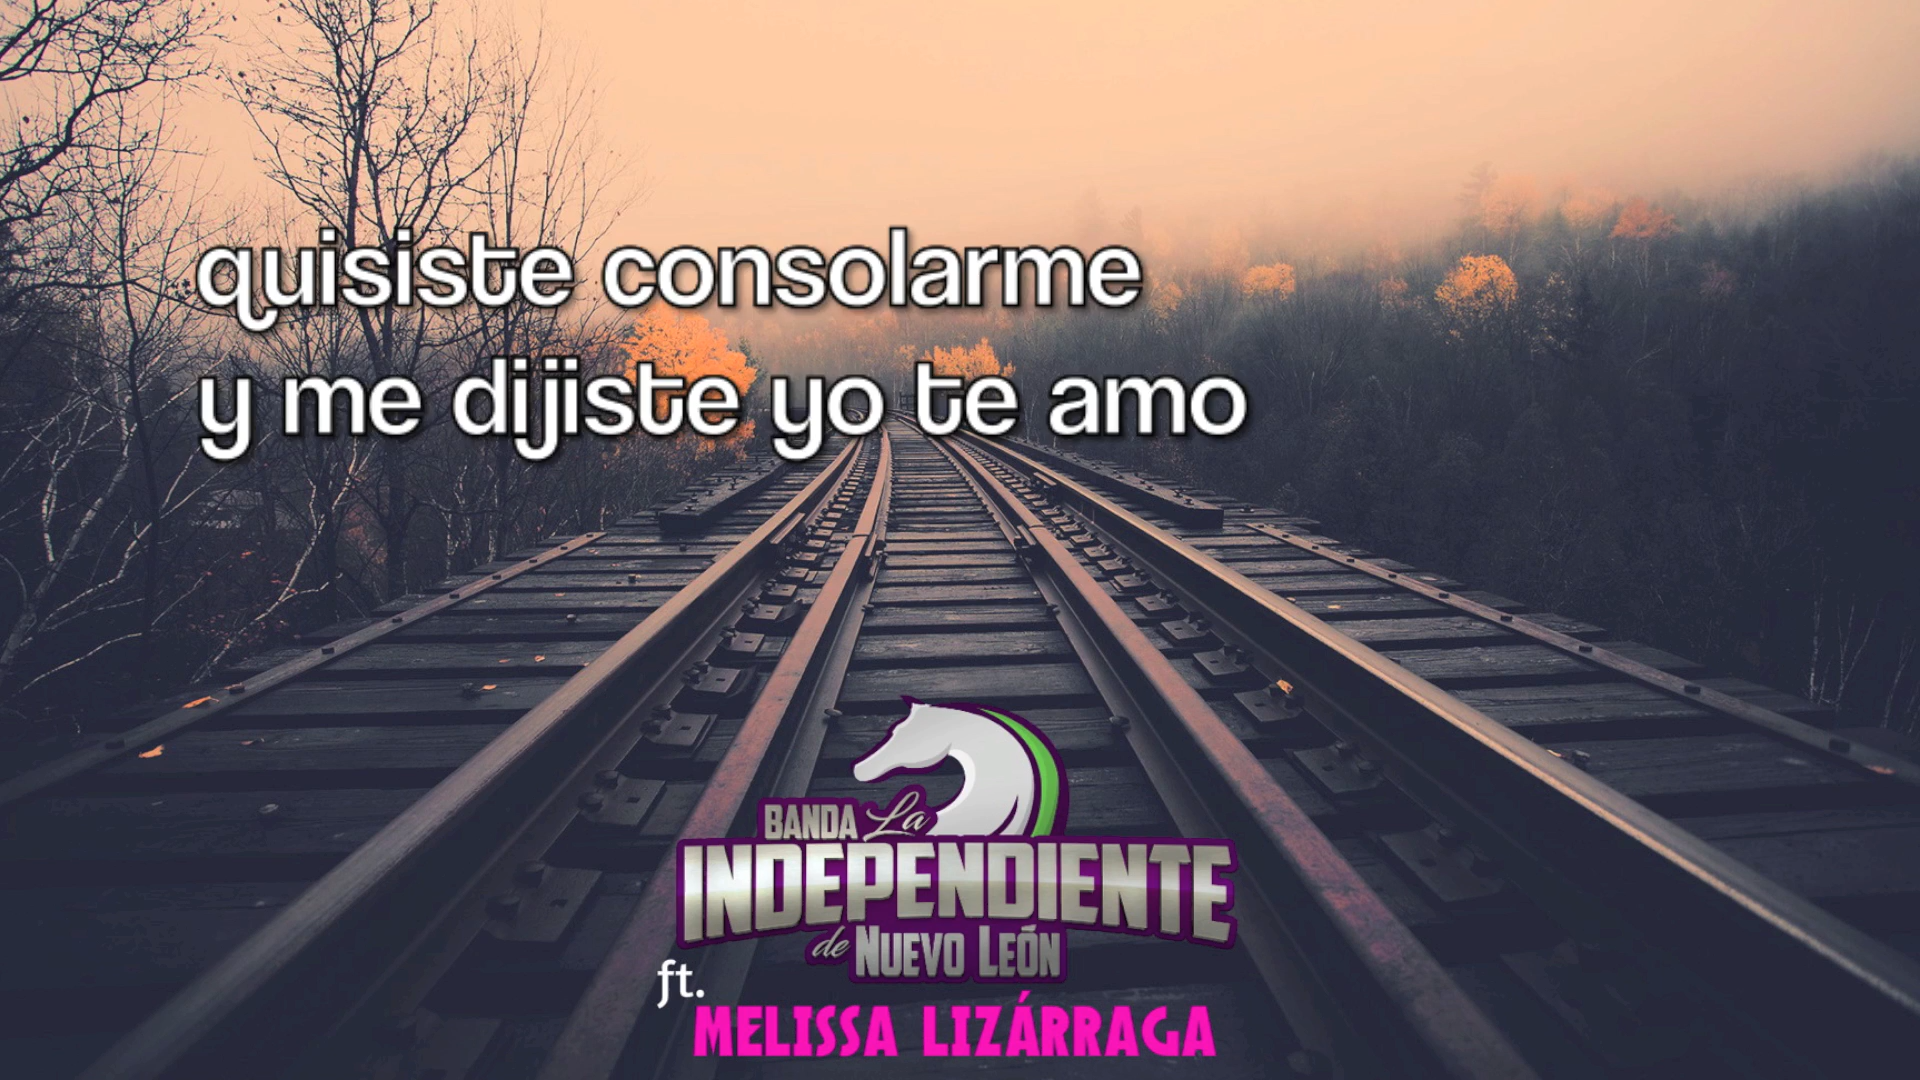 quisiste consolarme
y me dijiste yo te amo
BANDA La
INDEPENDIENTE
de NUEVO LEÓN
ft.
MELISSA LIZÁRRAGA